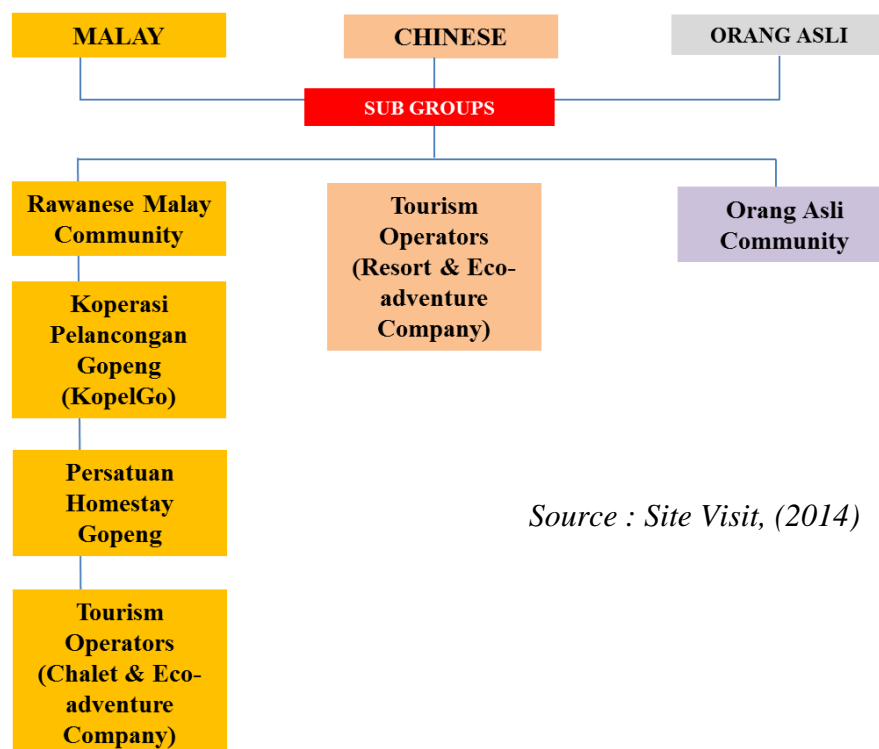 MALAY
CHINESE
ORANG ASLI
SUB GROUPS
Rawanese Malay
Community
Tourism
Operators
(Resort & Eco-
adventure
Company)
Orang Asli
Community
Koperasi
Pelancongan
Gopeng
(KopelGo)
Persatuan
Homestay
Gopeng
Source : Site Visit, (2014)
Tourism
Operators
(Chalet & Eco-
adventure
Company)